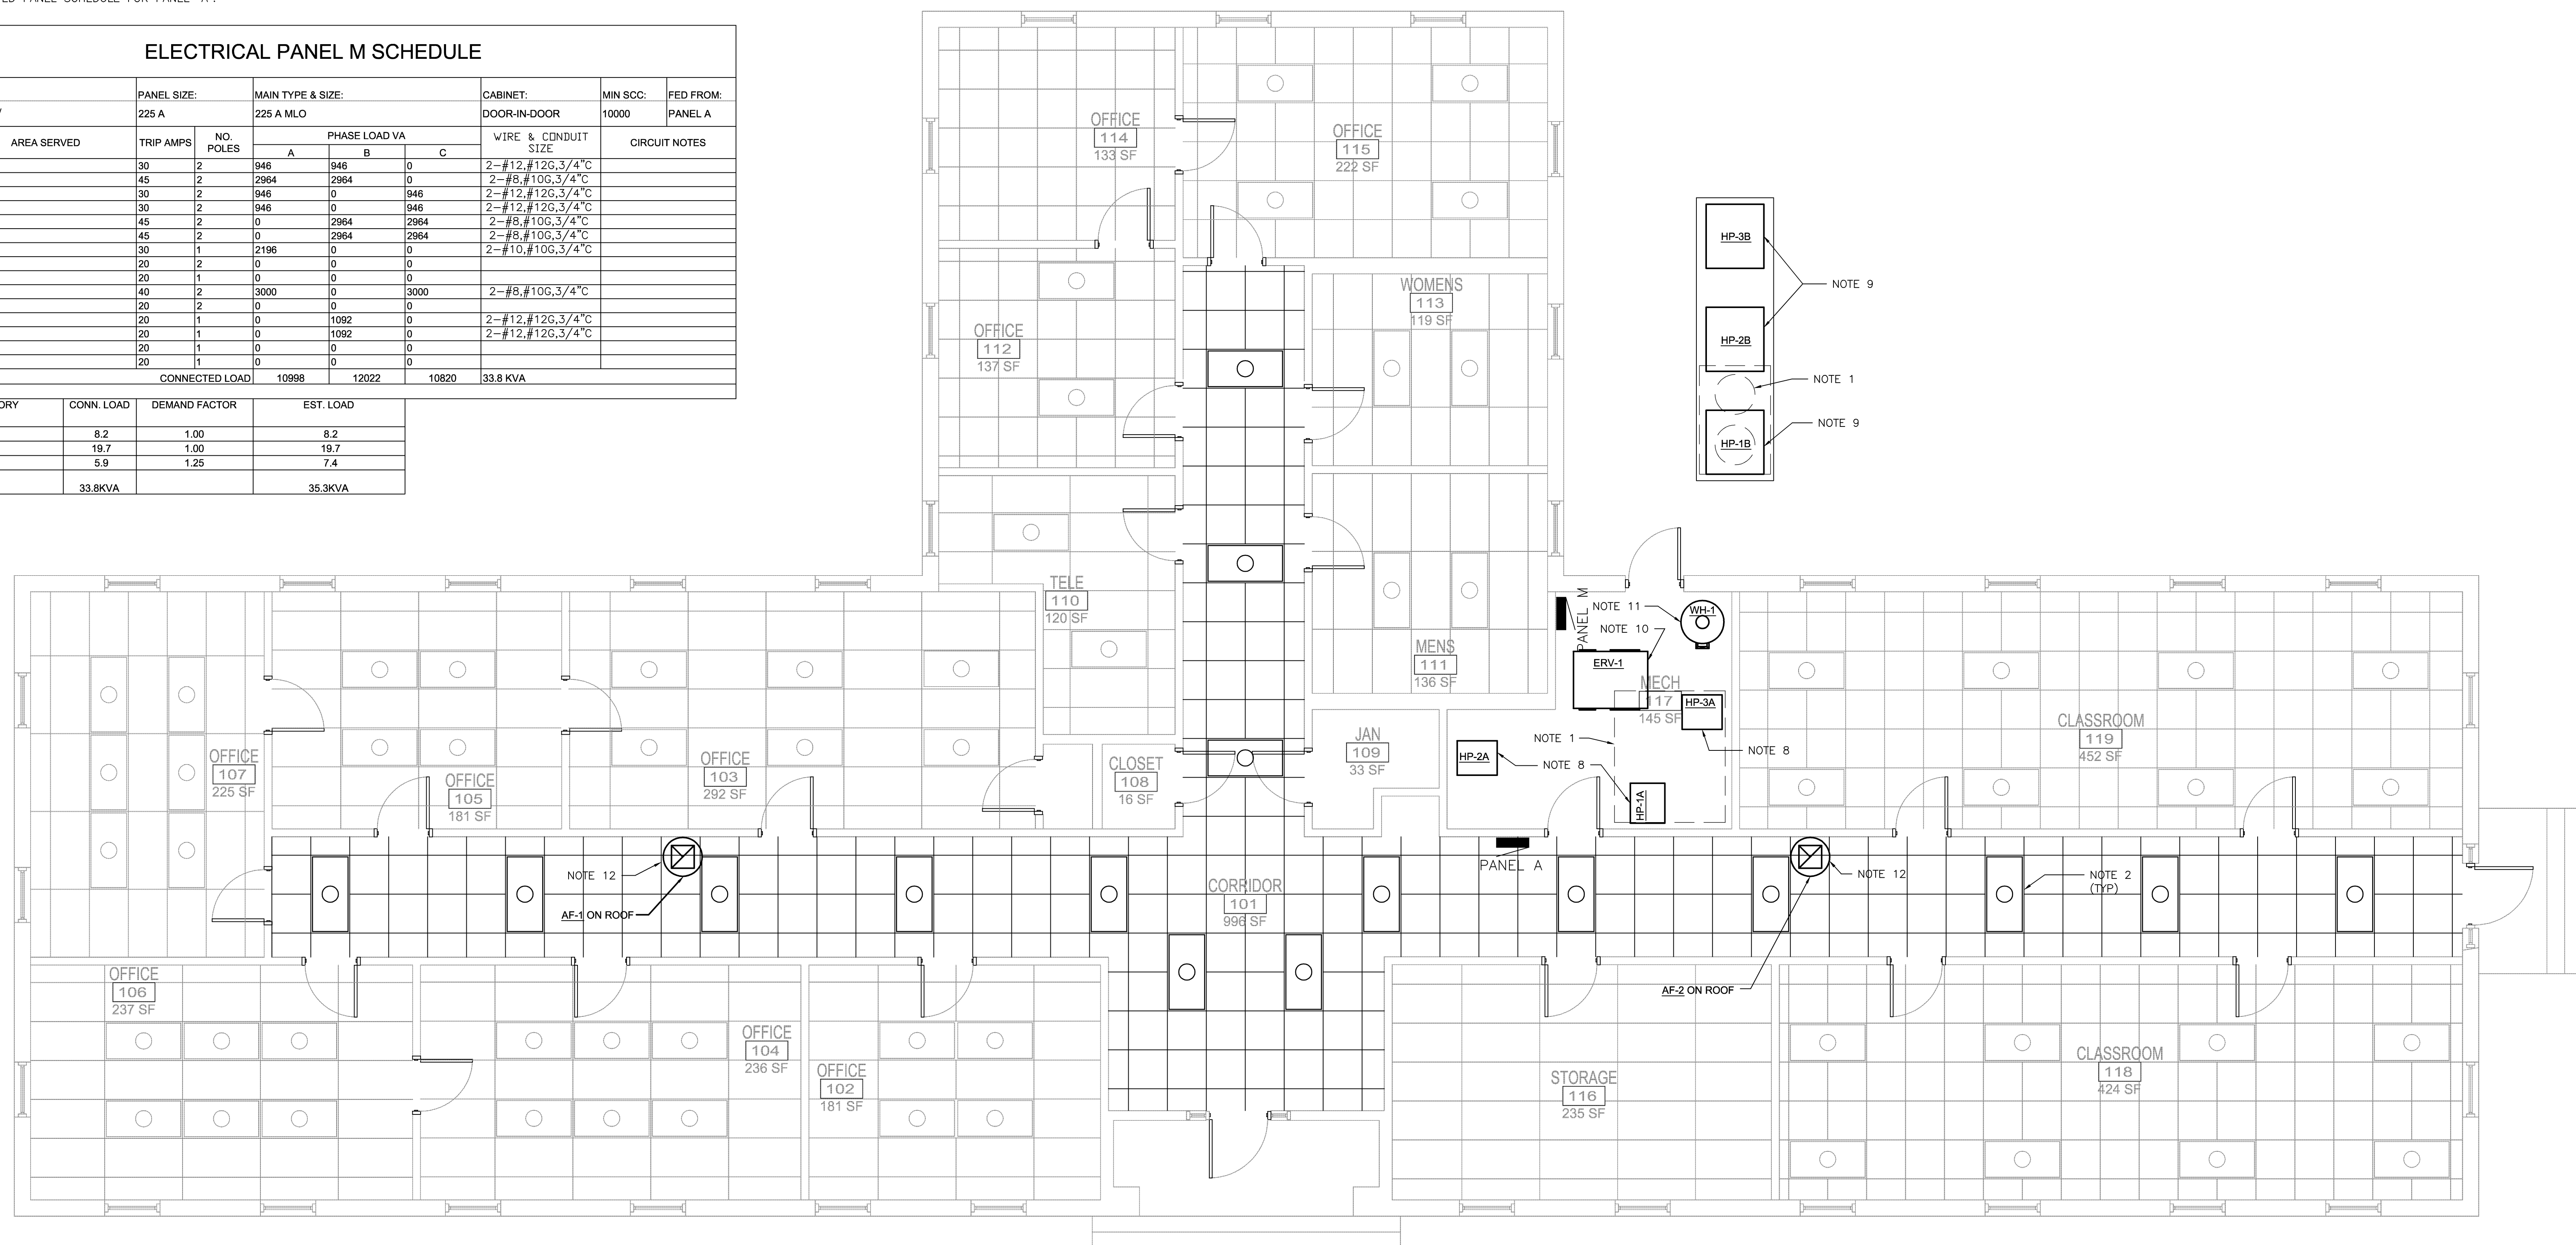 ED PANEL SCHEDULE FOR PANEL "A".
ELECTRICAL PANEL M SCHEDULE
PANEL SIZE: MAIN TYPE & SIZE: CABINET: MIN SCC: FED FROM:
225 A 225 A MLO DOOR-IN-DOOR 10000 PANEL A
AREA SERVED TRIP AMPS NO. POLES PHASE LOAD VA WIRE & CONDUIT SIZE CIRCUIT NOTES
A B C
30 2 946 946 0 2-#12,#12G,3/4"C
45 2 2964 2964 0 2-#8,#10G,3/4"C
30 2 946 0 946 2-#12,#12G,3/4"C
30 2 946 0 946 2-#12,#12G,3/4"C
45 2 0 2964 2964 2-#8,#10G,3/4"C
45 2 0 2964 2964 2-#8,#10G,3/4"C
30 1 2196 0 0 2-#10,#10G,3/4"C
20 2 0 0 0
20 1 0 0 0
40 2 3000 0 3000 2-#8,#10G,3/4"C
20 2 0 0 0
20 1 0 1092 0 2-#12,#12G,3/4"C
20 1 0 1092 0 2-#12,#12G,3/4"C
20 1 0 0 0
20 1 0 0 0
CONNECTED LOAD 10998 12022 10820 33.8 KVA
ORY CONN. LOAD DEMAND FACTOR EST. LOAD
8.2 1.00 8.2
19.7 1.00 19.7
5.9 1.25 7.4
33.8KVA 35.3KVA
OFFICE
114
133 SF
OFFICE
115
222 SF
HP-3B
NOTE 9
HP-2B
NOTE 1
HP-1B
NOTE 9
WOMENS
113
119 SF
OFFICE
112
137 SF
TELE
110
120 SF
MENS
111
136 SF
PANEL M
NOTE 11
WH-1
NOTE 10
ERV-1
MECH
117
145 SF
HP-3A
NOTE 1
NOTE 8
HP-2A
NOTE 8
HP-1A
JAN
109
33 SF
CLOSET
108
16 SF
CLASSROOM
119
452 SF
OFFICE
107
225 SF
OFFICE
105
181 SF
OFFICE
103
292 SF
PANEL A
NOTE 12
AF-1 ON ROOF
CORRIDOR
101
996 SF
NOTE 12
NOTE 2
(TYP)
AF-2 ON ROOF
OFFICE
106
237 SF
OFFICE
104
236 SF
OFFICE
102
181 SF
STORAGE
116
235 SF
CLASSROOM
118
424 SF